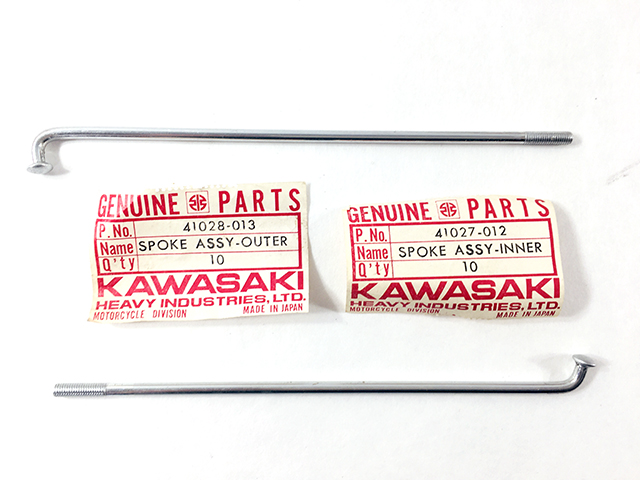 GENUINE PARTS
P.No. 41028-013
Name SPOKE ASSY-OUTER
Q'ty 10
KAWASAKI
HEAVY INDUSTRIES, LTD.
MOTORCYCLE DIVISION MADE IN JAPAN
GENUINE PARTS
P.No. 41027-012
Name SPOKE ASSY-INNER
Q'ty 10
KAWASAKI
HEAVY INDUSTRIES, LTD.
MOTORCYCLE DIVISION MADE IN JAPAN